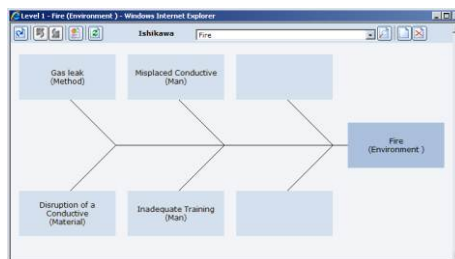 Level 1 - Fire (Environment ) - Windows Internet Explorer
Ishikawa
Fire
Gas leak
(Method)
Misplaced Conductive
(Man)
Fire
(Environment )
Disruption of a
Conductive
(Material)
Inadequate Training
(Man)